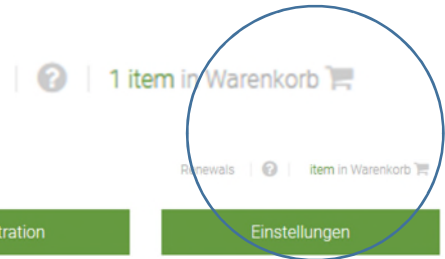 1 item in Warenkorb
Renewals item in Warenkorb
tration Einstellungen